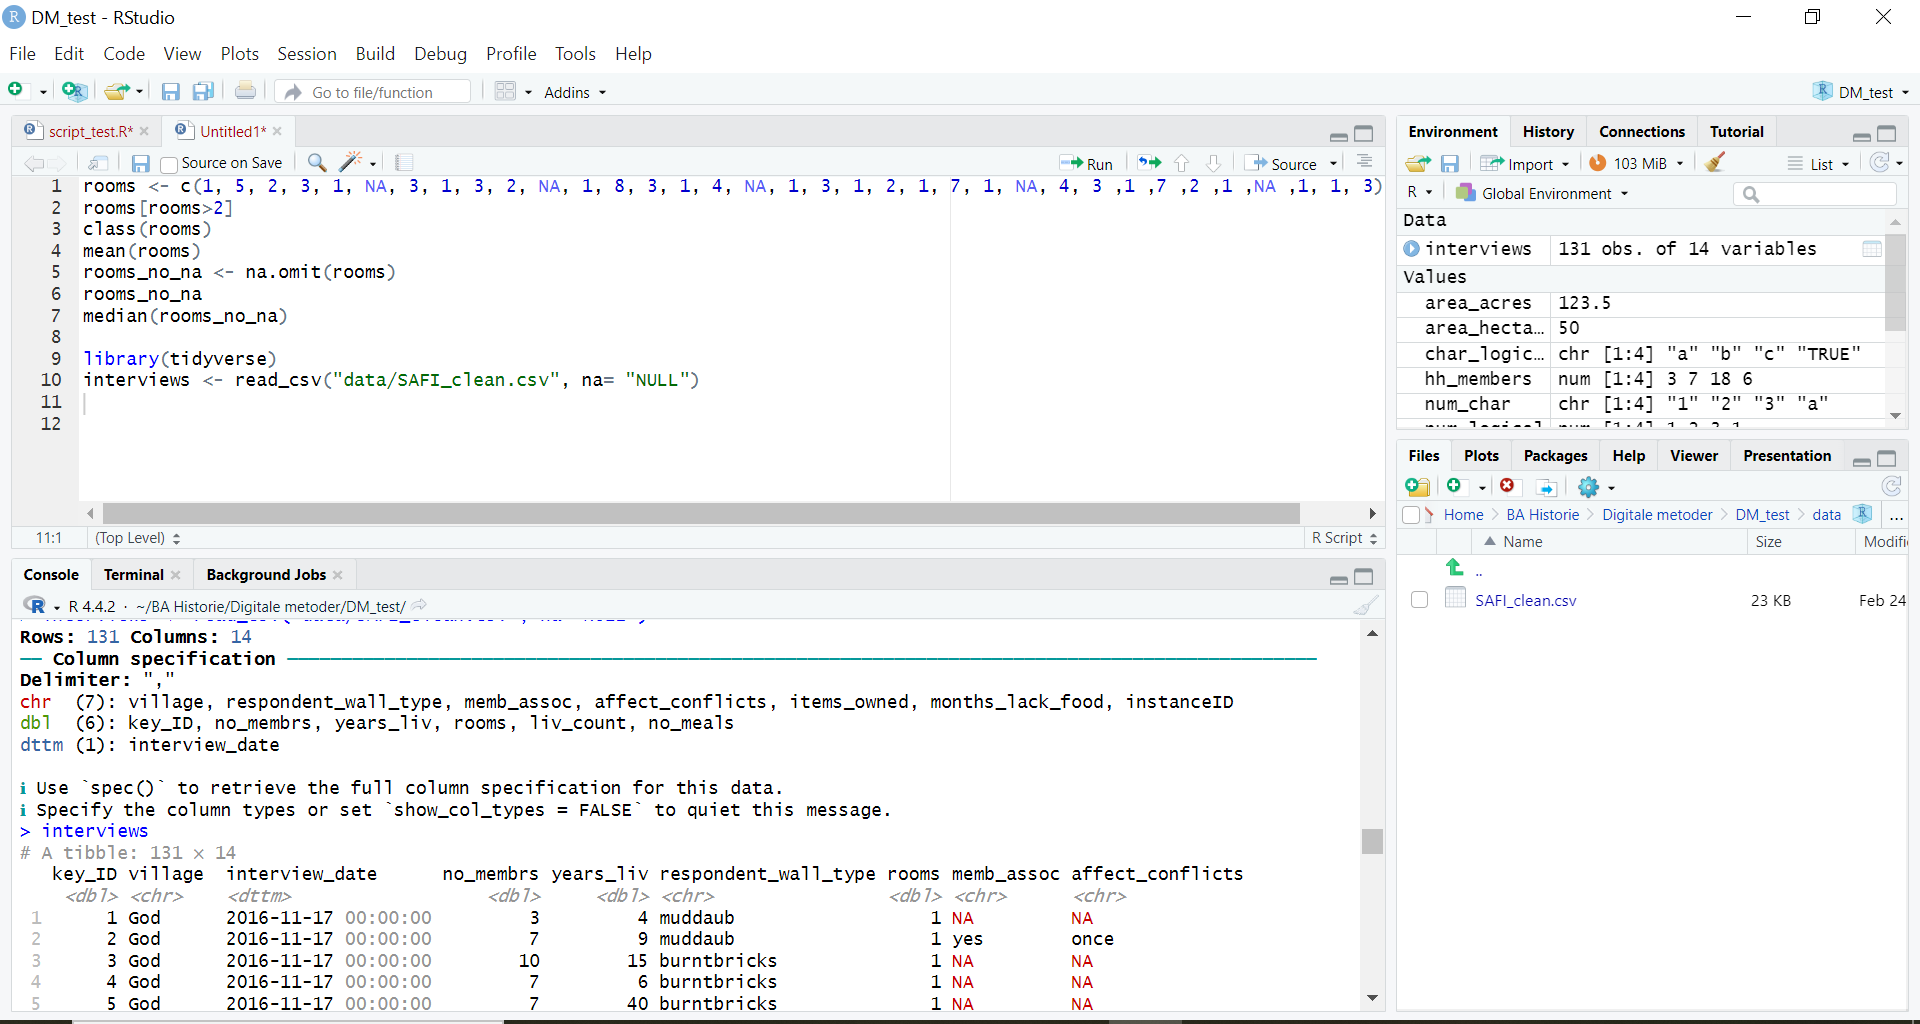 DM_test - RStudio
File Edit Code View Plots Session Build Debug Profile Tools Help
Go to file/function Addins DM_test
script_test.R* Untitled1*
Source on Save Run Source
1 rooms <- c(1, 5, 2, 3, 1, NA, 3, 1, 3, 2, NA, 1, 8, 3, 1, 4, NA, 1, 3, 1, 2, 1, 7, 1, NA, 4, 3 ,1 ,7 ,2 ,1 ,NA ,1, 1, 3)
2 rooms[rooms>2]
3 class(rooms)
4 mean(rooms)
5 rooms_no_na <- na.omit(rooms)
6 rooms_no_na
7 median(rooms_no_na)
8
9 library(tidyverse)
10 interviews <- read_csv("data/SAFI_clean.csv", na= "NULL")
11
12
11:1 (Top Level) R Script
Console Terminal Background Jobs
R 4.4.2 · ~/BA Historie/Digitale metoder/DM_test/
Rows: 131 Columns: 14
── Column specification ──
Delimiter: ","
chr (7): village, respondent_wall_type, memb_assoc, affect_conflicts, items_owned, months_lack_food, instanceID
dbl (6): key_ID, no_membrs, years_liv, rooms, liv_count, no_meals
dttm (1): interview_date
i Use `spec()` to retrieve the full column specification for this data.
i Specify the column types or set `show_col_types = FALSE` to quiet this message.
> interviews
# A tibble: 131 × 14
key_ID village interview_date no_membrs years_liv respondent_wall_type rooms memb_assoc affect_conflicts
<dbl> <chr> <dttm> <dbl> <dbl> <chr> <dbl> <chr> <chr>
1 1 God 2016-11-17 00:00:00 3 4 muddaub 1 NA NA
2 2 God 2016-11-17 00:00:00 7 9 muddaub 1 yes once
3 3 God 2016-11-17 00:00:00 10 15 burntbricks 1 NA NA
4 4 God 2016-11-17 00:00:00 7 6 burntbricks 1 NA NA
5 5 God 2016-11-17 00:00:00 7 40 burntbricks 1 NA NA
Environment History Connections Tutorial
Import 103 MiB List
R Global Environment
Data
interviews 131 obs. of 14 variables
Values
area_acres 123.5
area_hecta… 50
char_logic… chr [1:4] "a" "b" "c" "TRUE"
hh_members num [1:4] 3 7 18 6
num_char chr [1:4] "1" "2" "3" "a"
Files Plots Packages Help Viewer Presentation
Home BA Historie Digitale metoder DM_test data ...
Name Size Modifi
..
SAFI_clean.csv 23 KB Feb 24